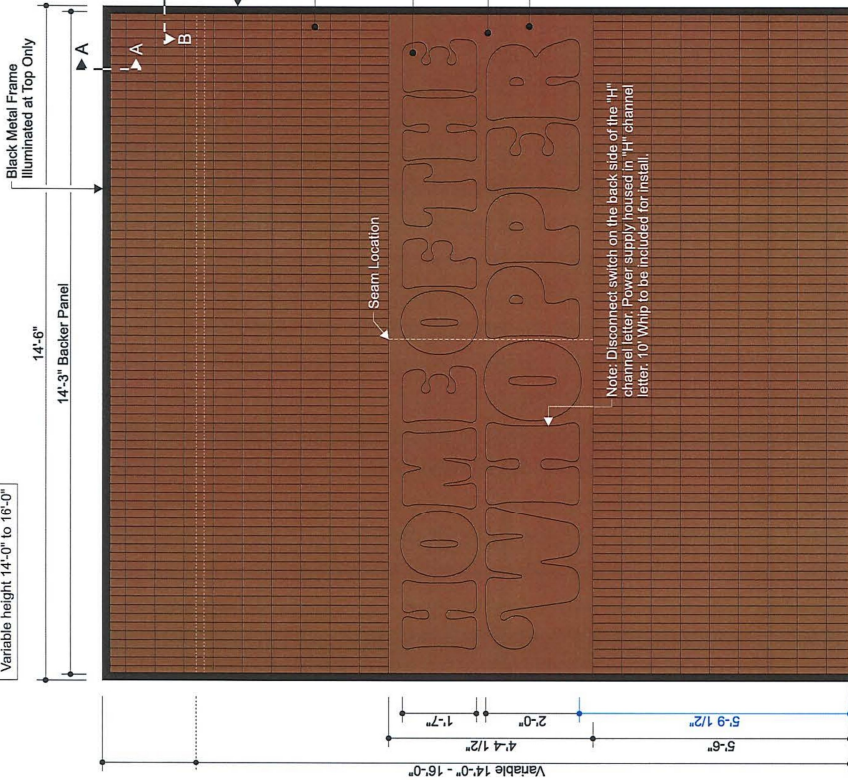 Variable height 14'-0" to 16'-0"
14'-6"
14'-3" Backer Panel
Black Metal Frame
Illuminated at Top Only
A
A
B
Seam Location
HOME OF THE
WHOPPER
Note: Disconnect switch on the back side of the "H"
channel letter. Power supply housed in "H" channel
letter. 10' Whip to be included for install.
Variable 14'-0" - 16'-0"
4'-4 1/2"
1'-7"
2'-0"
5'-6"
5'-9 1/2"